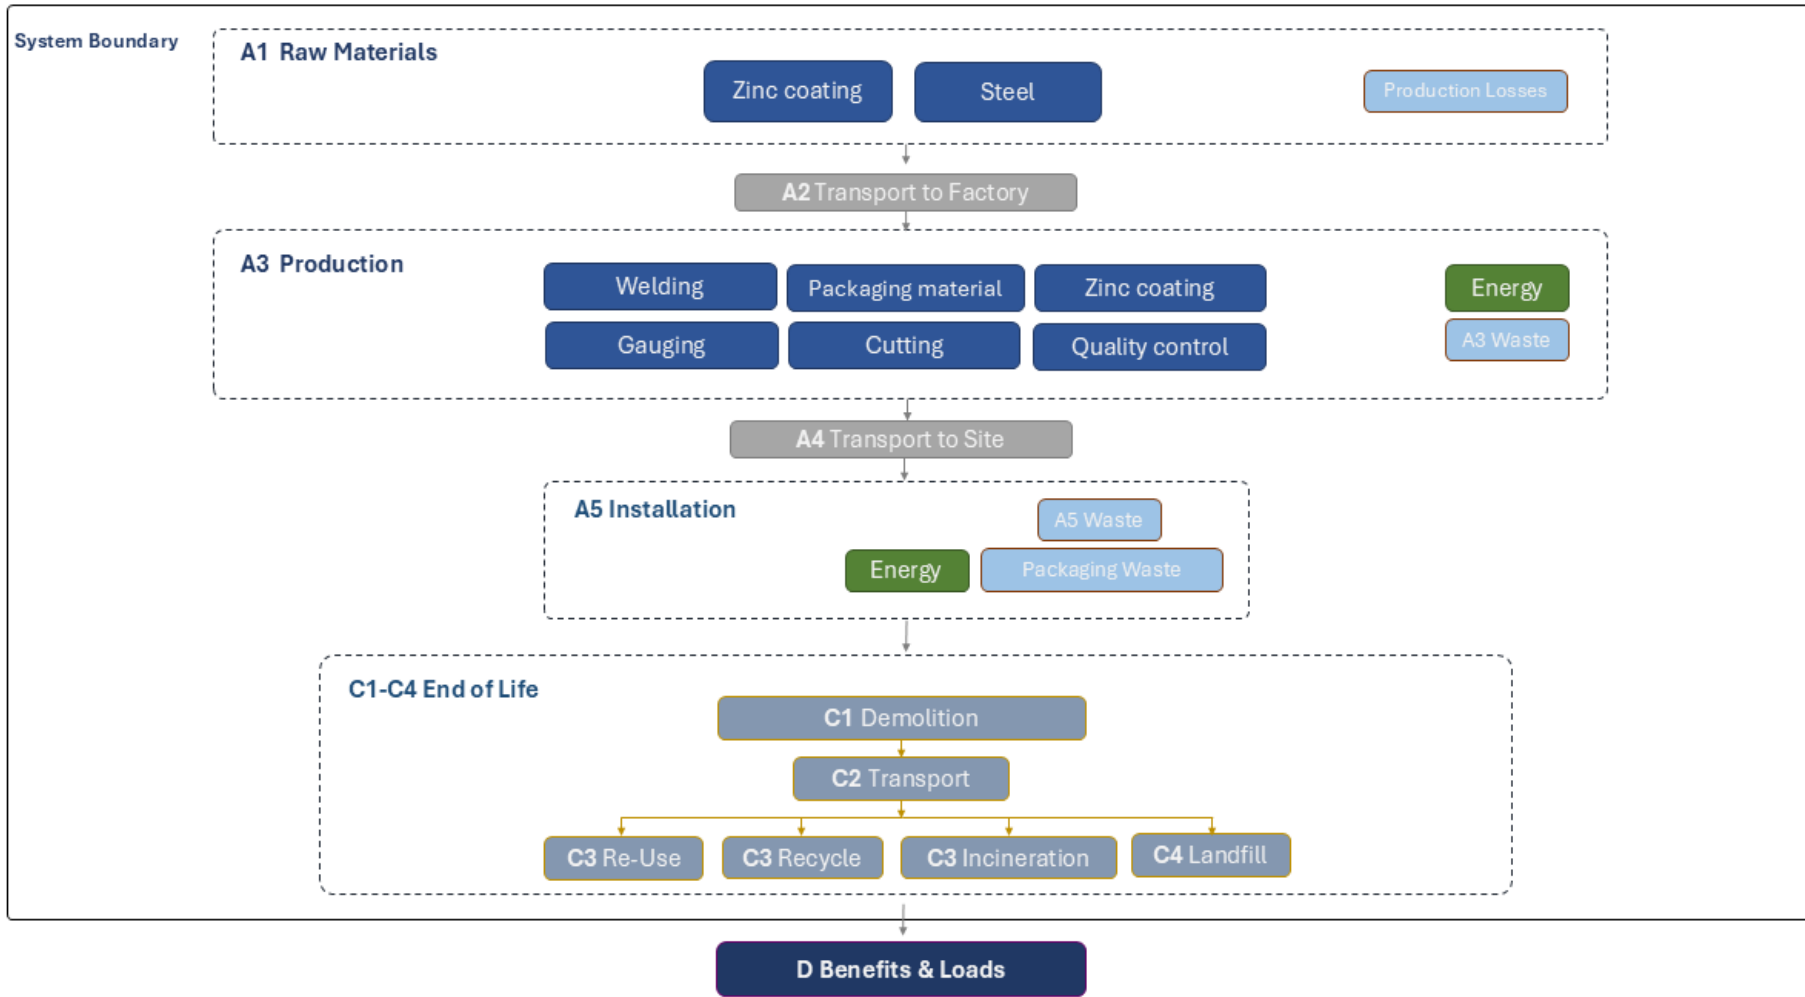 System Boundary
A1 Raw Materials
Zinc coating
Steel
Production Losses
A2 Transport to Factory
A3 Production
Welding
Packaging material
Zinc coating
Energy
Gauging
Cutting
Quality control
A3 Waste
A4 Transport to Site
A5 Installation
A5 Waste
Energy
Packaging Waste
C1-C4 End of Life
C1 Demolition
C2 Transport
C3 Re-Use
C3 Recycle
C3 Incineration
C4 Landfill
D Benefits & Loads